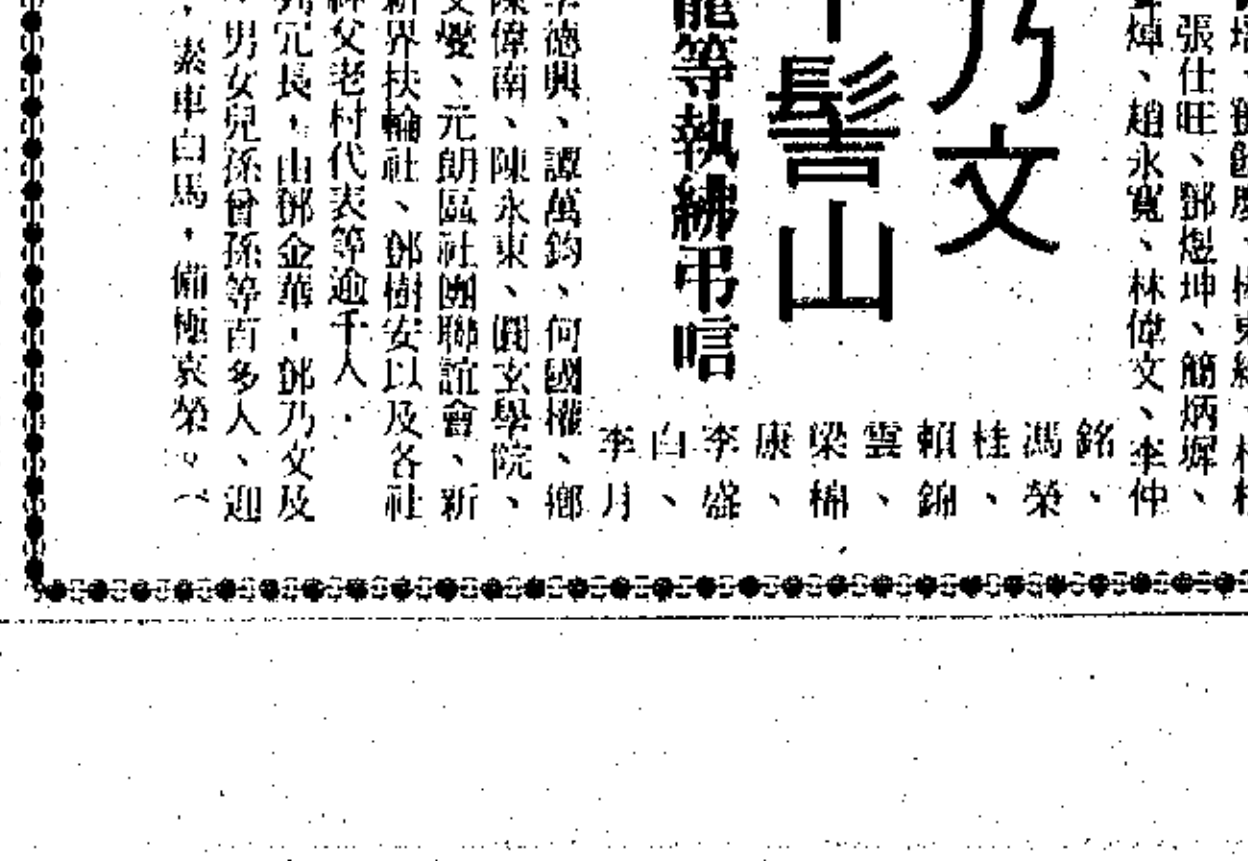 張仕旺、鄧煜坤、簡炳墀、
焯、趙永寬、林偉文、李仲
銘、
馮榮
桂、
賴錦
雲、
梁棉
康、
李盛
白、
李月
乃文
髻山
龍等執紼弔唁
德興、譚萬鈞、何國權、鄉
陳偉南、陳永東、圓玄學院、
文燮、元朗區社團聯誼會、新
新界扶輪社、鄧樹安以及各社
紳父老村代表等逾千人．
冗長，由鄧金華，鄧乃文及
、男女兒孫曾孫等百多人、迎
，素車白馬，備極哀榮。（